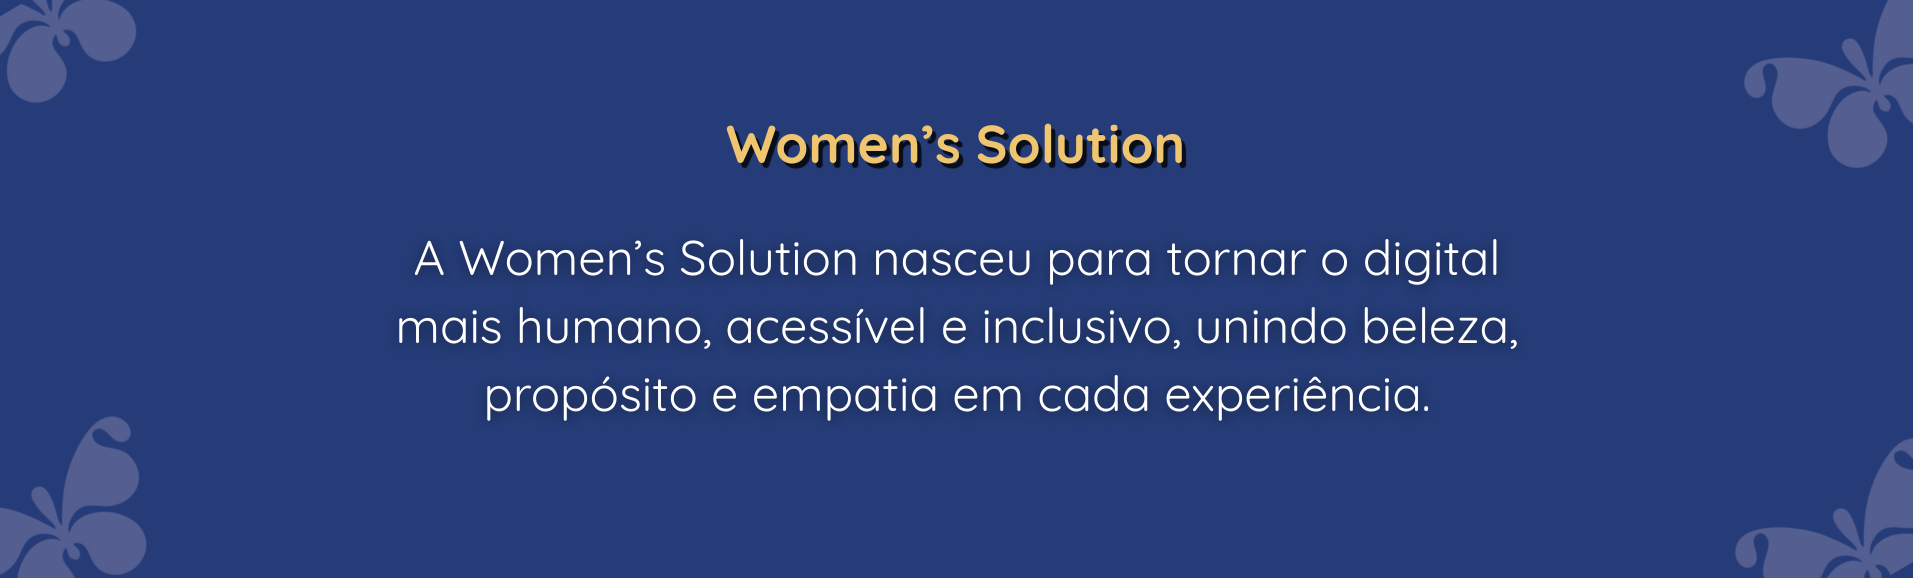 Women’s Solution
A Women’s Solution nasceu para tornar o digital
mais humano, acessível e inclusivo, unindo beleza,
propósito e empatia em cada experiência.